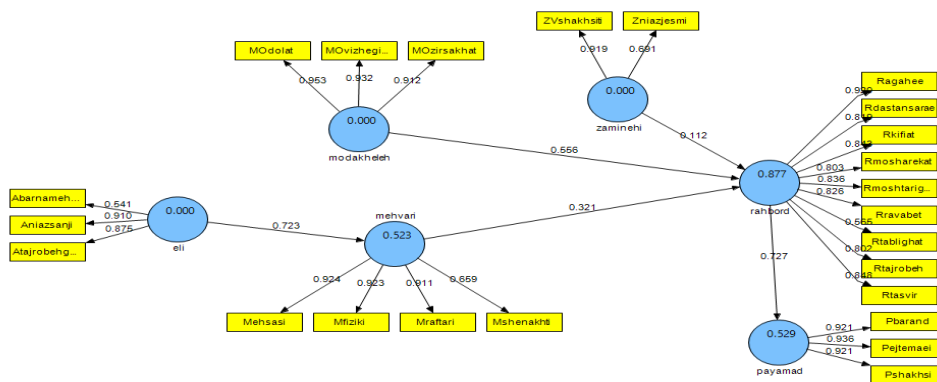 ZVshakhsiti
Zniazjesmi
MOdolat
MOvizhegi...
MOzirsakhat
0.919
0.691
0.953
0.932
0.912
0.000
zaminehi
0.000
modakheleh
0.112
0.556
Ragahee
Rdastansarae
Rkifiat
Rmosharekat
Rmoshtarig...
Rravabet
Rtablighat
Rtajrobeh
Rtasvir
0.803
0.836
0.826
0.565
0.802
0.848
0.877
rahbord
Abarnameh...
Aniazsanji
Atajrobehg...
0.541
0.910
0.875
0.000
eli
0.723
mehvari
0.523
0.321
0.924
0.923
0.911
0.659
Mehsasi
Mfiziki
Mraftari
Mshenakhti
0.727
0.529
payamad
0.921
0.936
0.921
Pbarand
Pejtemaei
Pshakhsi